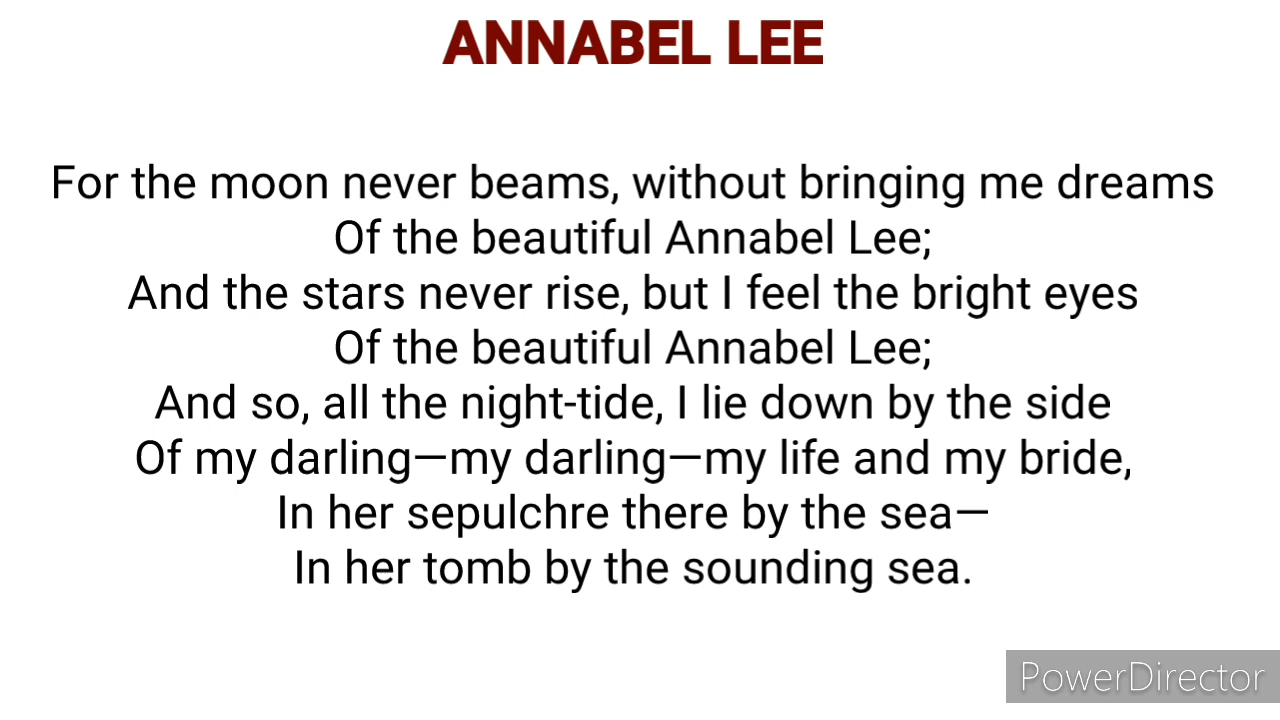 ANNABEL LEE
For the moon never beams, without bringing me dreams
Of the beautiful Annabel Lee;
And the stars never rise, but I feel the bright eyes
Of the beautiful Annabel Lee;
And so, all the night-tide, I lie down by the side
Of my darling—my darling—my life and my bride,
In her sepulchre there by the sea—
In her tomb by the sounding sea.
PowerDirector